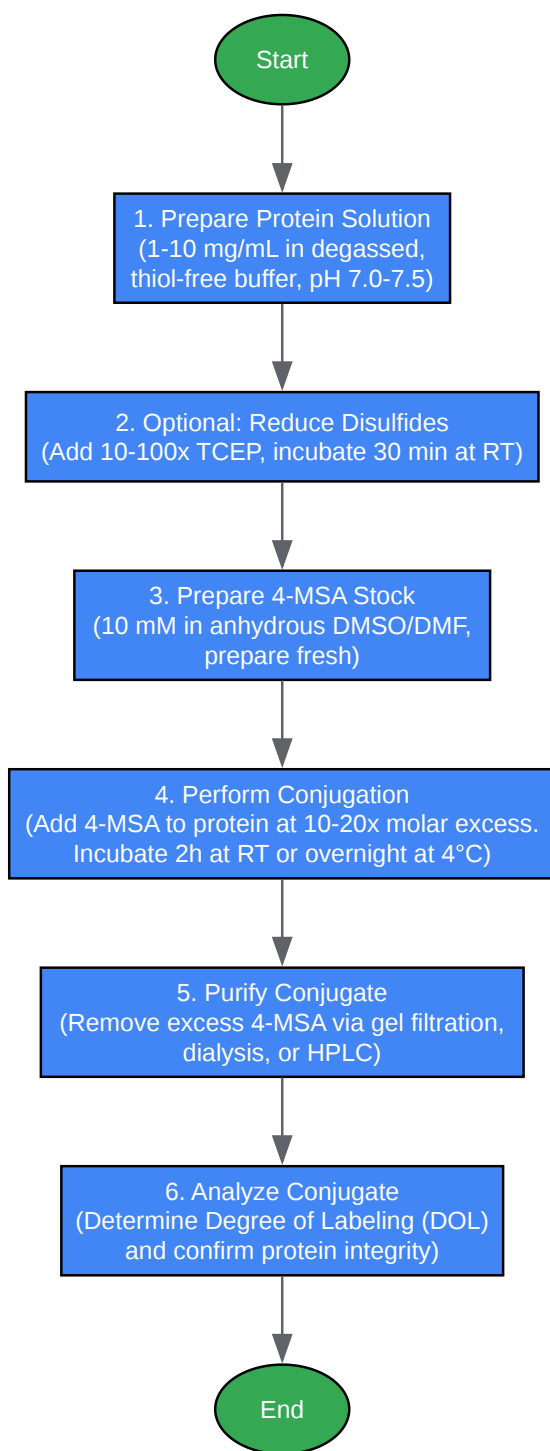 Start
1. Prepare Protein Solution
(1-10 mg/mL in degassed,
thiol-free buffer, pH 7.0-7.5)
2. Optional: Reduce Disulfides
(Add 10-100x TCEP, incubate 30 min at RT)
3. Prepare 4-MSA Stock
(10 mM in anhydrous DMSO/DMF,
prepare fresh)
4. Perform Conjugation
(Add 4-MSA to protein at 10-20x molar excess.
Incubate 2h at RT or overnight at 4°C)
5. Purify Conjugate
(Remove excess 4-MSA via gel filtration,
dialysis, or HPLC)
6. Analyze Conjugate
(Determine Degree of Labeling (DOL)
and confirm protein integrity)
End